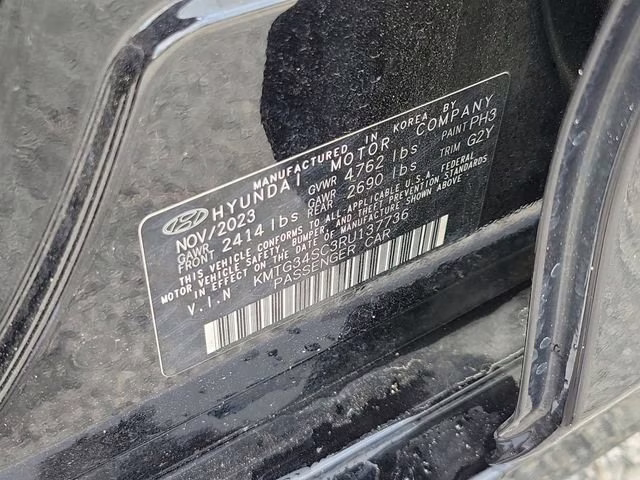 MANUFACTURED IN KOREA BY
HYUNDAI MOTOR COMPANY
NOV/2023 GVWR 4762 lbs PAINT PH3
GAWR FRONT 2414 lbs GAWR REAR 2690 lbs TRIM G2Y
THIS VEHICLE CONFORMS TO ALL APPLICABLE U.S.A. FEDERAL
MOTOR VEHICLE SAFETY, BUMPER, AND THEFT PREVENTION STANDARDS
IN EFFECT ON THE DATE OF MANUFACTURE SHOWN ABOVE
V.I.N KMTG34SC3RU137736
PASSENGER CAR